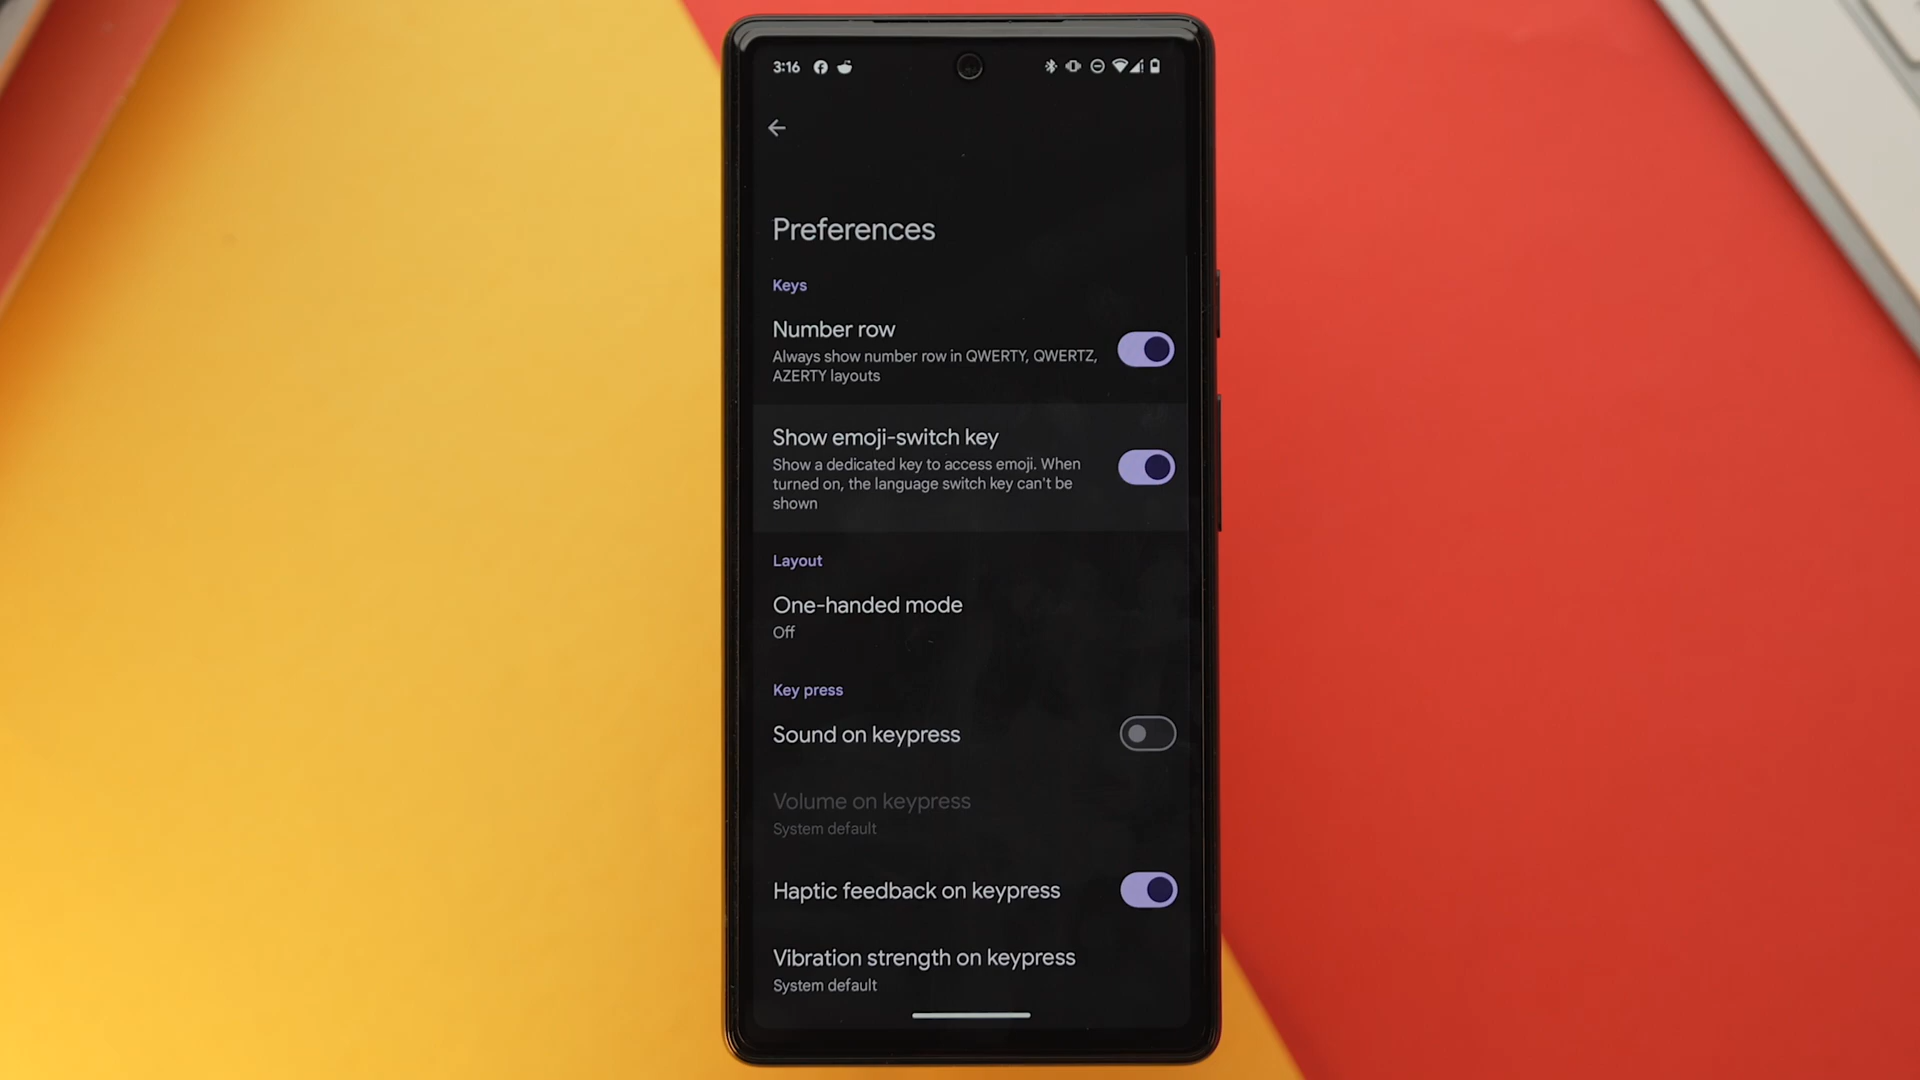 3:16
Preferences
Keys
Number row
Always show number row in QWERTY, QWERTZ,
AZERTY layouts
Show emoji-switch key
Show a dedicated key to access emoji. When
turned on, the language switch key can't be
shown
Layout
One-handed mode
Off
Key press
Sound on keypress
Volume on keypress
System default
Haptic feedback on keypress
Vibration strength on keypress
System default